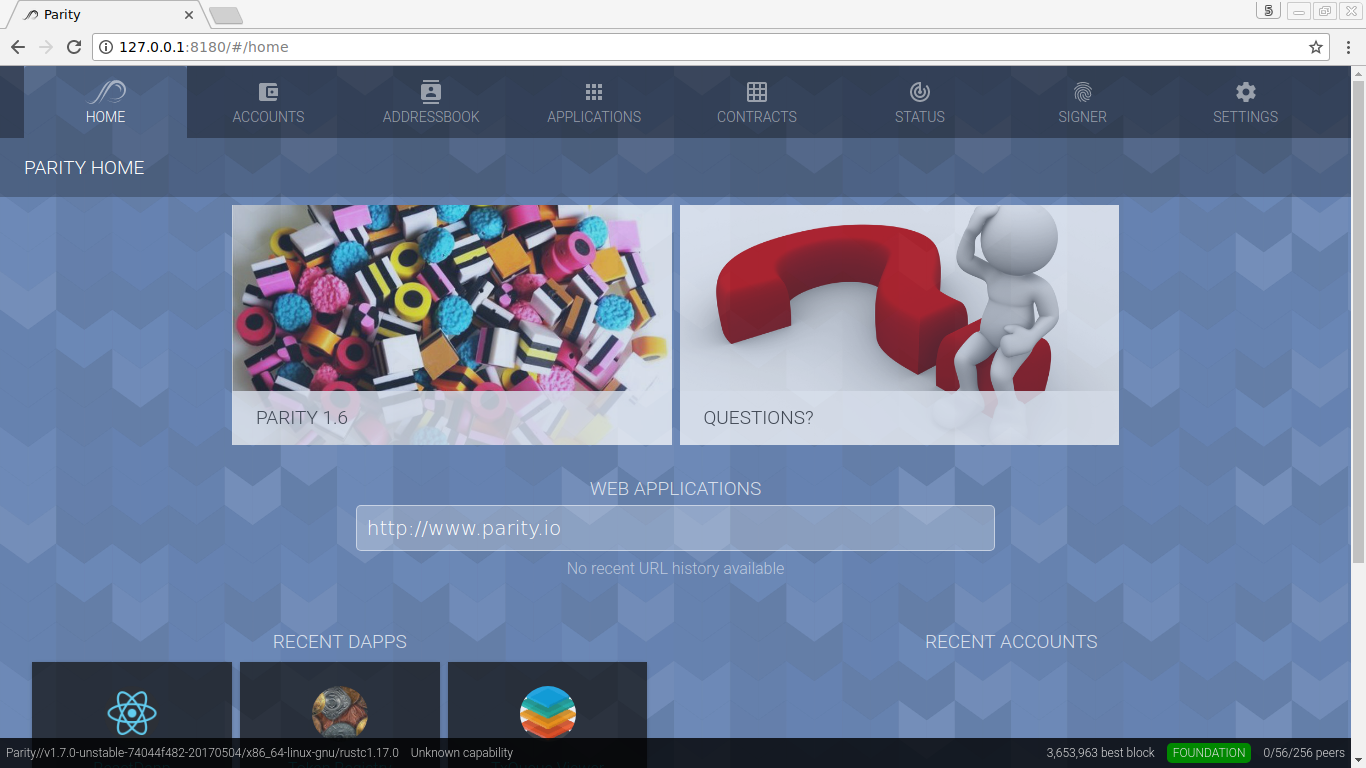 Parity
5
127.0.0.1:8180/#/home
HOME
ACCOUNTS
ADDRESSBOOK
APPLICATIONS
CONTRACTS
STATUS
SIGNER
SETTINGS
PARITY HOME
PARITY 1.6
QUESTIONS?
WEB APPLICATIONS
http://www.parity.io
No recent URL history available
RECENT DAPPS
RECENT ACCOUNTS
Parity//v1.7.0-unstable-74044f482-20170504/x86_64-linux-gnu/rustc1.17.0
Unknown capability
3,653,963 best block
FOUNDATION
0/56/256 peers